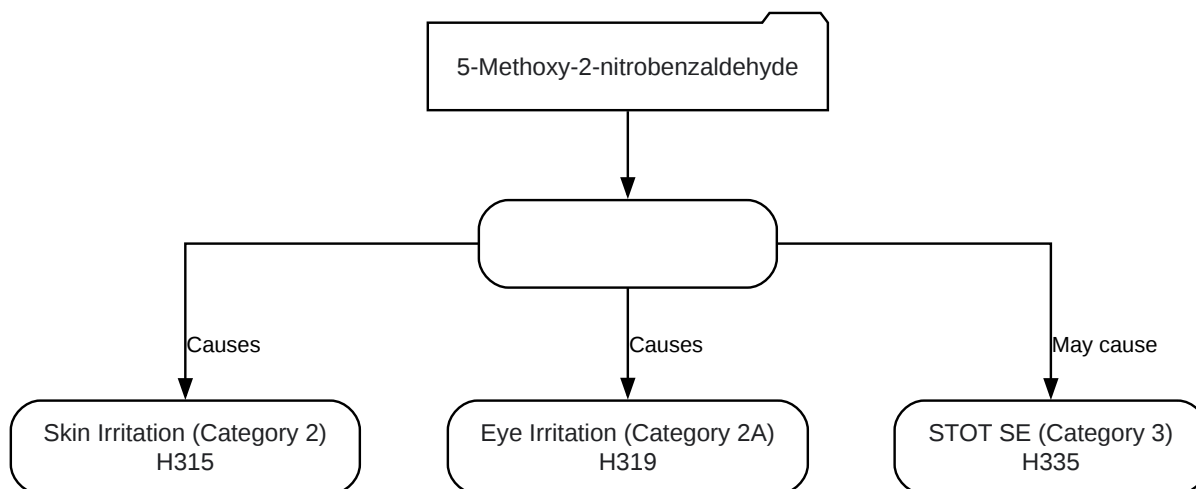 5-Methoxy-2-nitrobenzaldehyde
Causes
Causes
May cause
Skin Irritation (Category 2)
H315
Eye Irritation (Category 2A)
H319
STOT SE (Category 3)
H335